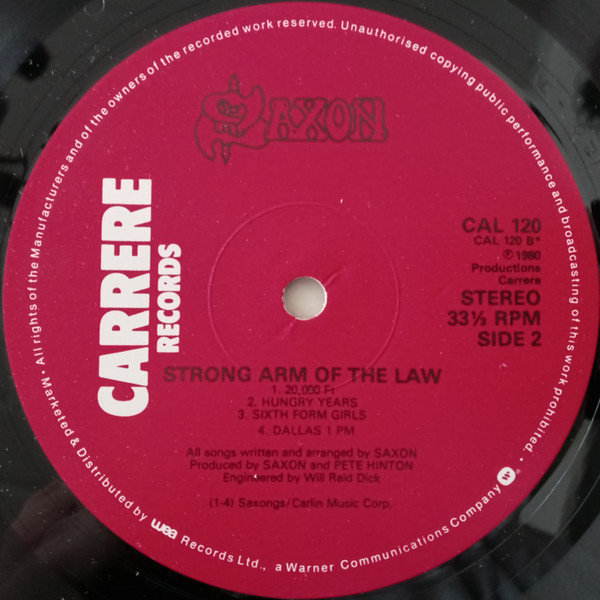 • All rights of the Manufacturers and of the owners of the recorded work reserved. Unauthorised copying public performance and broadcasting of this work prohibited. •
SAXON
CARRERE
RECORDS
CAL 120
CAL 120 B*
℗ 1980
Productions
Carrere
STEREO
33⅓ RPM
SIDE 2
STRONG ARM OF THE LAW
1. 20,000 Ft
2. HUNGRY YEARS
3. SIXTH FORM GIRLS
4. DALLAS 1 PM
All songs written and arranged by SAXON
Produced by SAXON and PETE HINTON
Engineered by Will Reid Dick
(1-4) Saxongs/Carlin Music Corp.
Marketed & Distributed by wea Records Ltd., a Warner Communications Company W ®